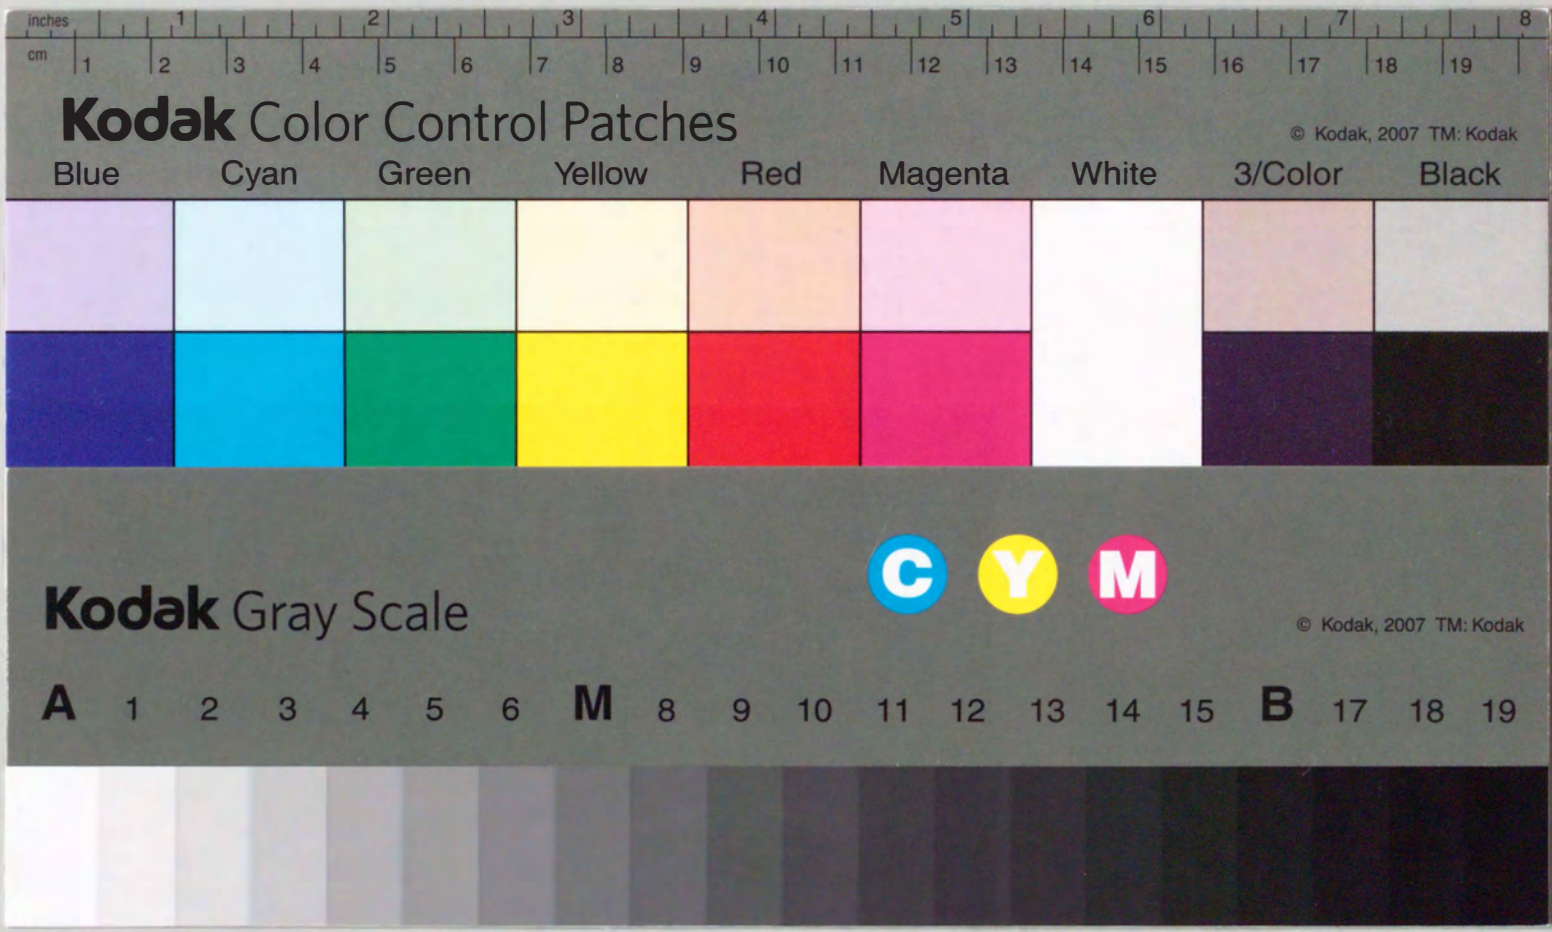 inches 1 2 3 4 5 6 7 8
cm 1 2 3 4 5 6 7 8 9 10 11 12 13 14 15 16 17 18 19
Kodak Color Control Patches
© Kodak, 2007 TM: Kodak
Blue Cyan Green Yellow Red Magenta White 3/Color Black
C Y M
Kodak Gray Scale
© Kodak, 2007 TM: Kodak
A 1 2 3 4 5 6 M 8 9 10 11 12 13 14 15 B 17 18 19